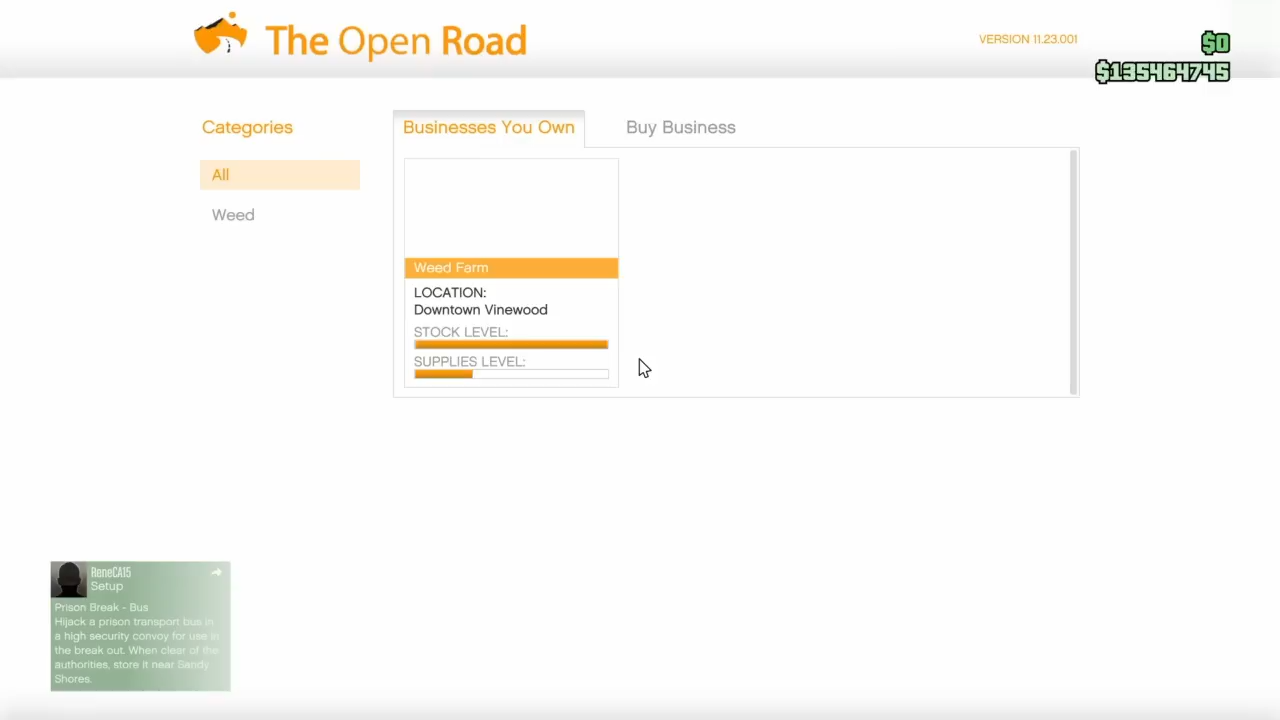 The Open Road
VERSION 11.23.001
$0
$135464745
Categories
Businesses You Own
Buy Business
All
Weed
Weed Farm
LOCATION:
Downtown Vinewood
STOCK LEVEL:
SUPPLIES LEVEL:
ReneCA15
Setup
Prison Break - Bus
Hijack a prison transport bus in
a high security convoy for use in
the break out. When clear of the
authorities, store it near Sandy
Shores.